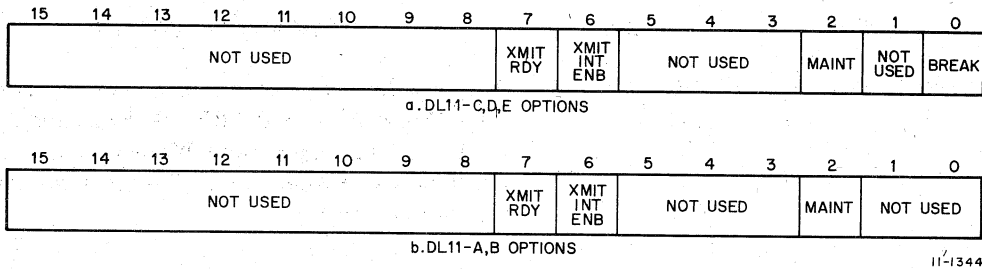 15 14 13 12 11 10 9 8 7 6 5 4 3 2 1 0
NOT USED XMIT RDY XMIT INT ENB NOT USED MAINT NOT USED BREAK
a. DL11-C,D,E OPTIONS
15 14 13 12 11 10 9 8 7 6 5 4 3 2 1 0
NOT USED XMIT RDY XMIT INT ENB NOT USED MAINT NOT USED
b. DL11-A,B OPTIONS
11-1344